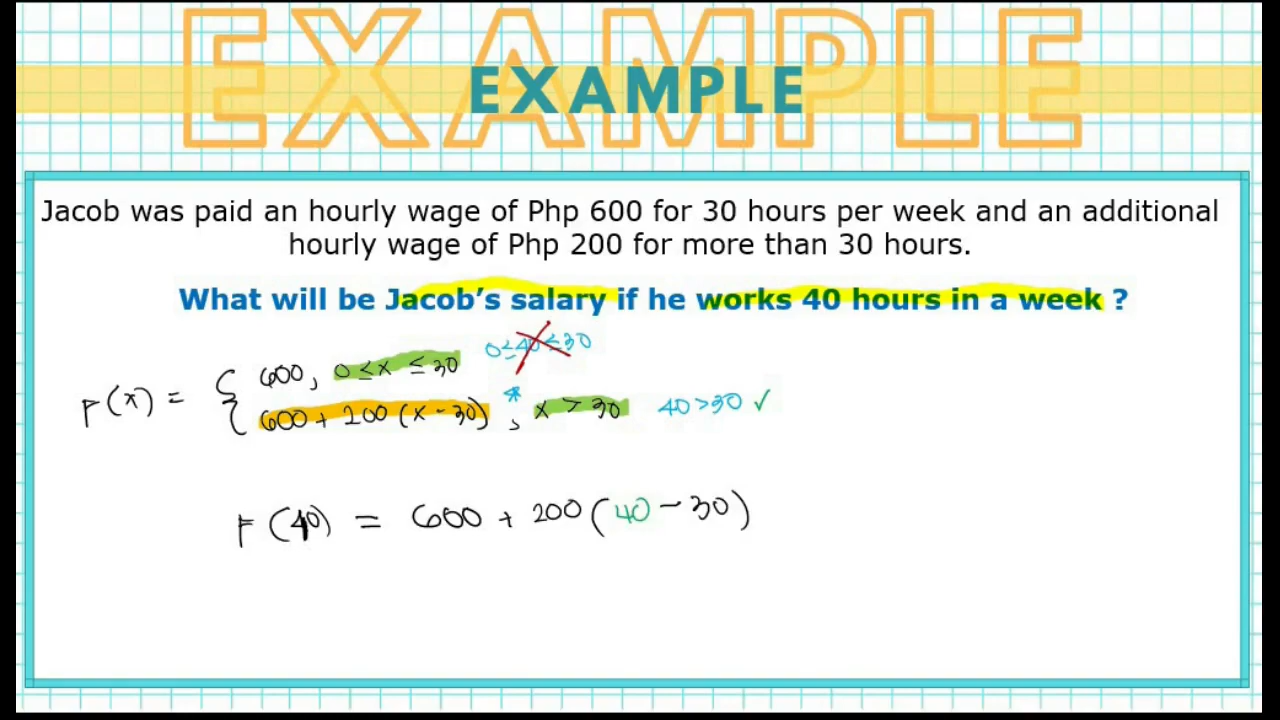 EXAMPLE
EXAMPLE
Jacob was paid an hourly wage of Php 600 for 30 hours per week and an additional
hourly wage of Php 200 for more than 30 hours.
What will be Jacob's salary if he works 40 hours in a week ?
0≤40≤30
F(x) = { 600, 0≤x≤30
600 + 200 (x - 30) * , x > 30 40 >30 ✓
F(40) = 600 + 200 (40 - 30)